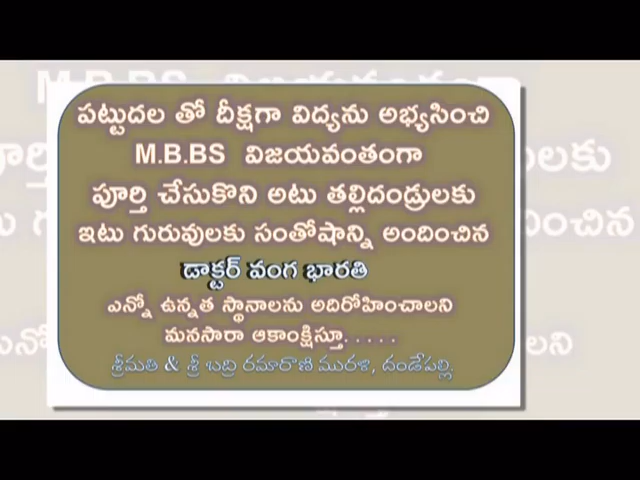 పట్టుదల తో దీక్షగా విద్యను అభ్యసించి
M.B.BS విజయవంతంగా
పూర్తి చేసుకొని అటు తల్లిదండ్రులకు
ఇటు గురువులకు సంతోషాన్ని అందించిన
డాక్టర్ వంగ భారతి
ఎన్నో ఉన్నత స్థానాలను అదిరోహించాలని
మనసారా ఆకాంక్షిస్తూ.....
శ్రీమతి & శ్రీ బద్రి రమారాణి మురళి, దండేపల్లి.